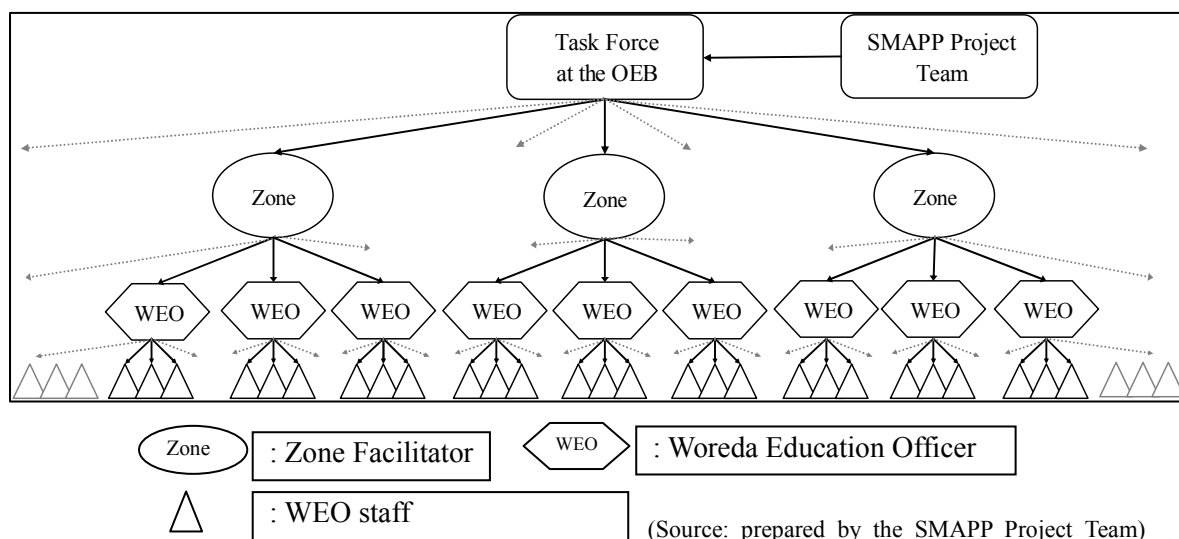 Task Force
at the OEB
SMAPP Project
Team
Zone
Zone
Zone
WEO
WEO
WEO
WEO
WEO
WEO
WEO
WEO
WEO
Zone
: Zone Facilitator
WEO
: Woreda Education Officer
: WEO staff
(Source: prepared by the SMAPP Project Team)